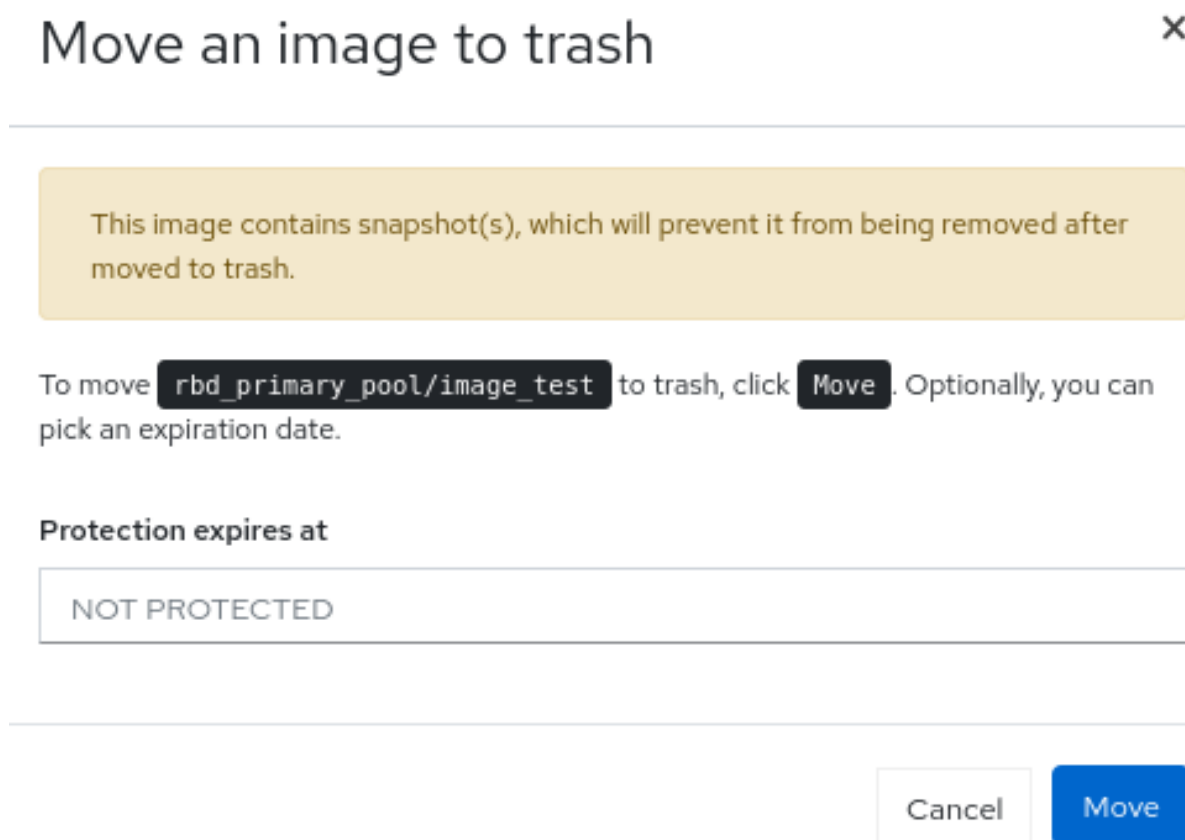 Move an image to trash ×
This image contains snapshot(s), which will prevent it from being removed after
moved to trash.
To move rbd_primary_pool/image_test to trash, click Move . Optionally, you can
pick an expiration date.
Protection expires at
NOT PROTECTED
Cancel Move